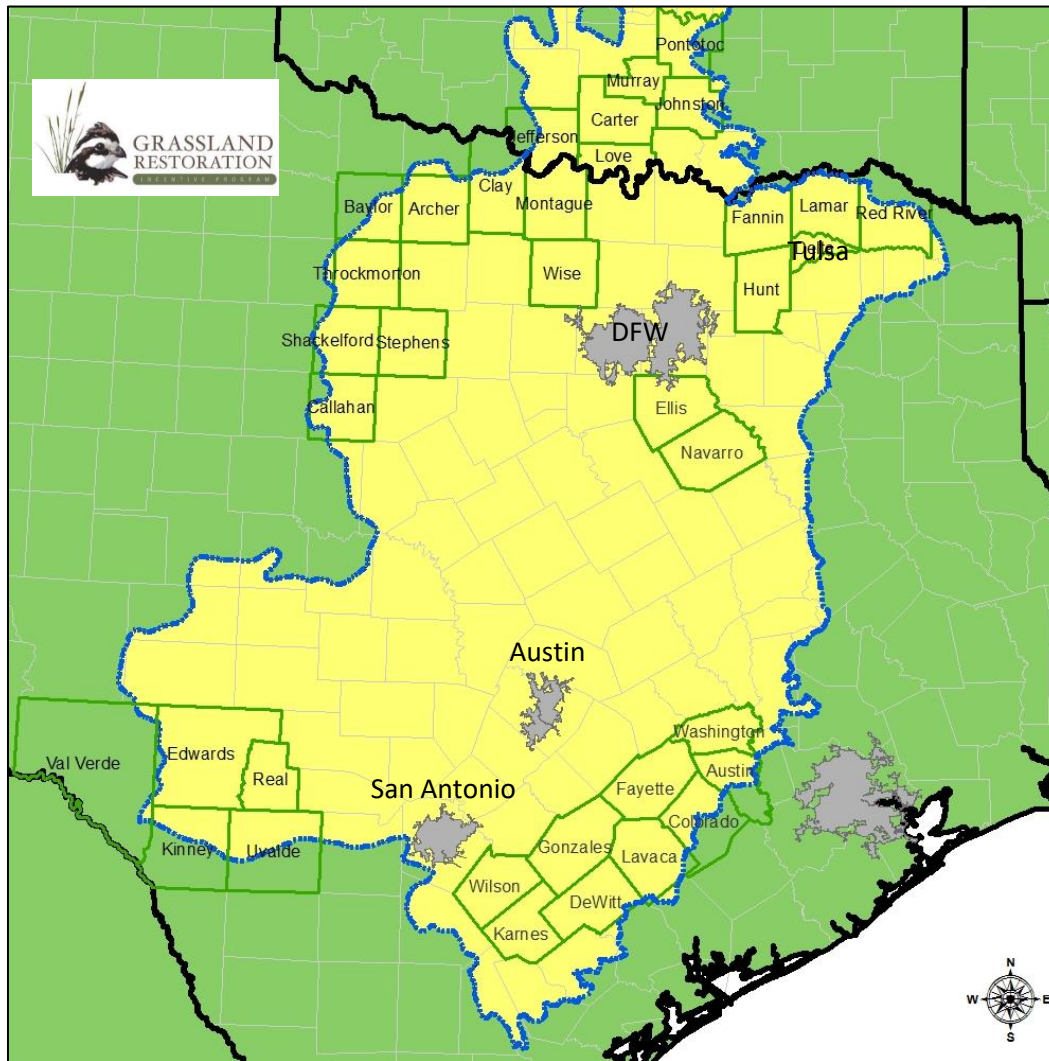 GRASSLAND
RESTORATION
INCENTIVE PROGRAM
Pontotoc
Murray
Johnston
Carter
Jefferson
Love
Clay
Baylor
Archer
Montague
Fannin
Lamar
Red River
Delta
Tulsa
Throckmorton
Wise
Hunt
DFW
Shackelford
Stephens
Callahan
Ellis
Navarro
Austin
Washington
Val Verde
Edwards
Real
Austin
San Antonio
Fayette
Colorado
Kinney
Uvalde
Gonzales
Lavaca
Wilson
DeWitt
Karnes
N
W
E
S